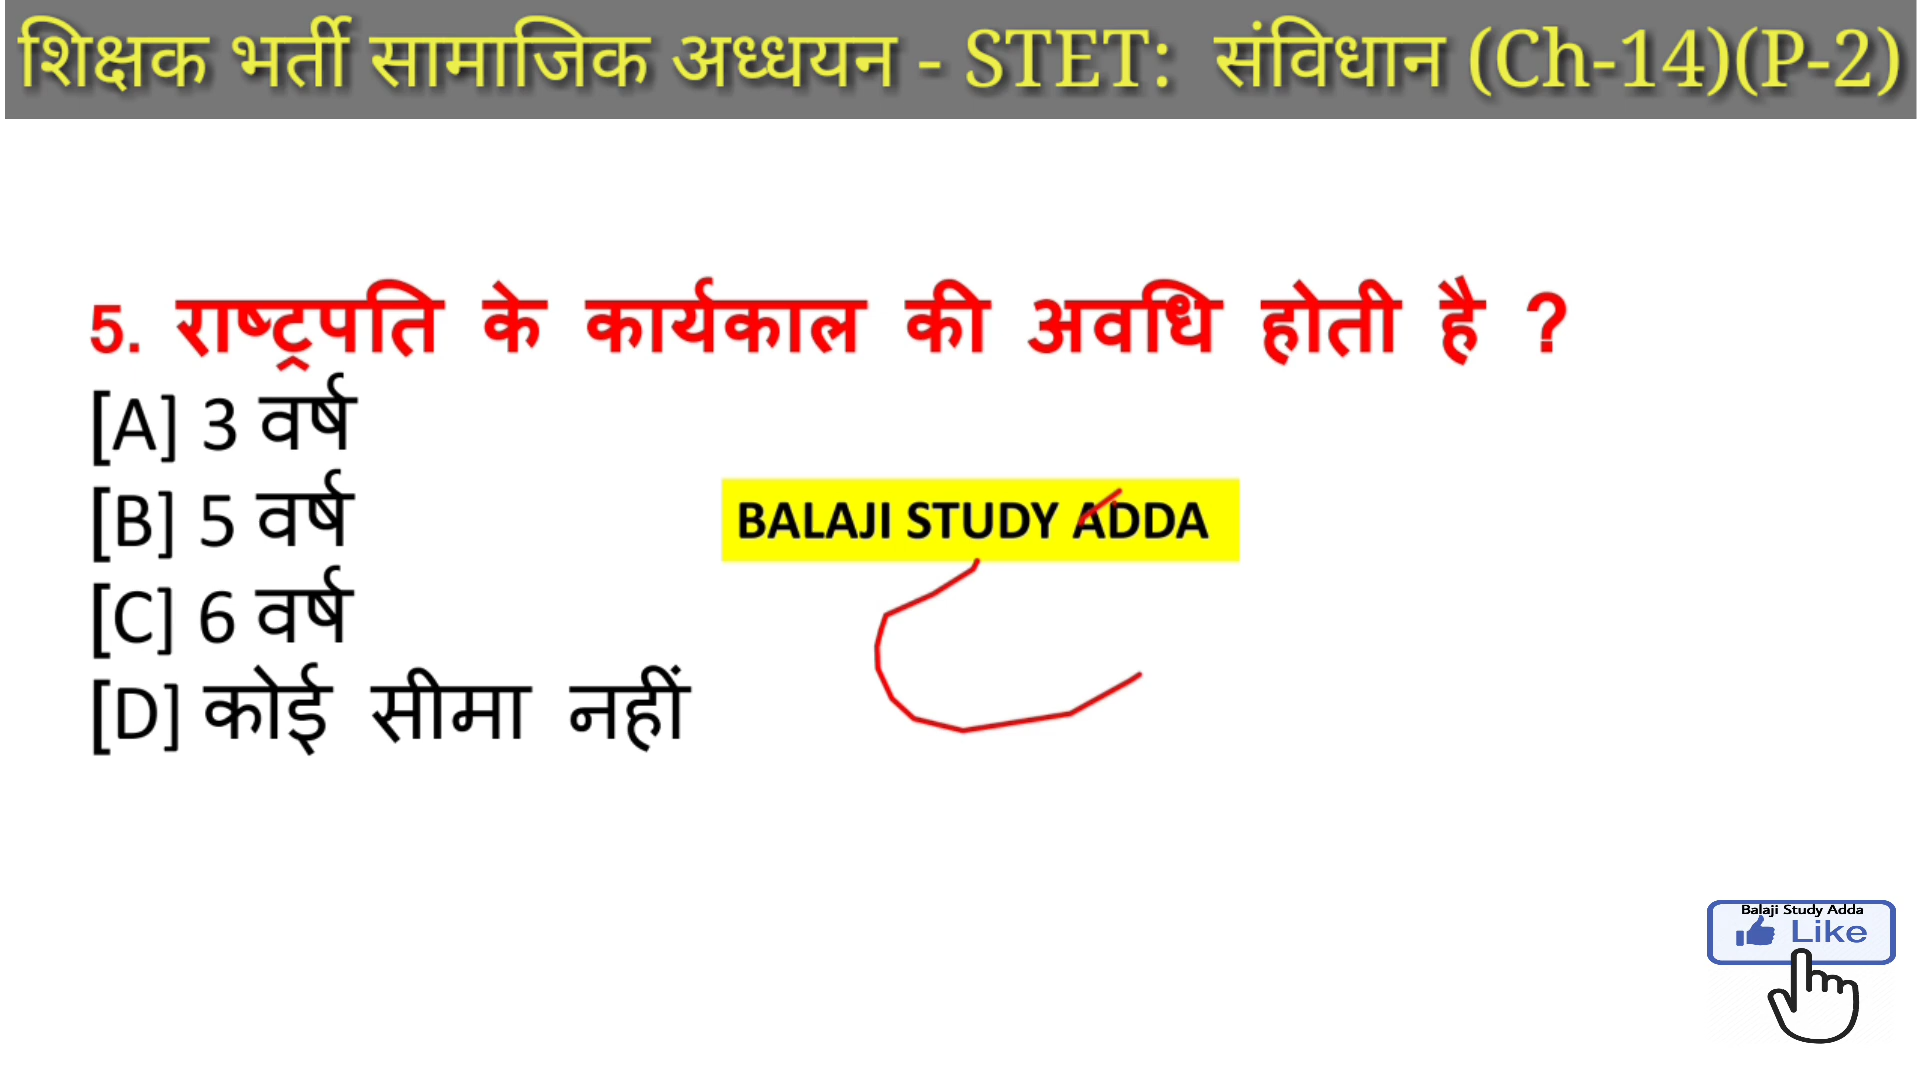 शिक्षक भर्ती सामाजिक अध्धयन - STET: संविधान (Ch-14)(P-2)
5. राष्ट्रपति के कार्यकाल की अवधि होती है ?
[A] 3 वर्ष
[B] 5 वर्ष
BALAJI STUDY ADDA
[C] 6 वर्ष
[D] कोई सीमा नहीं
Balaji Study Adda
Like